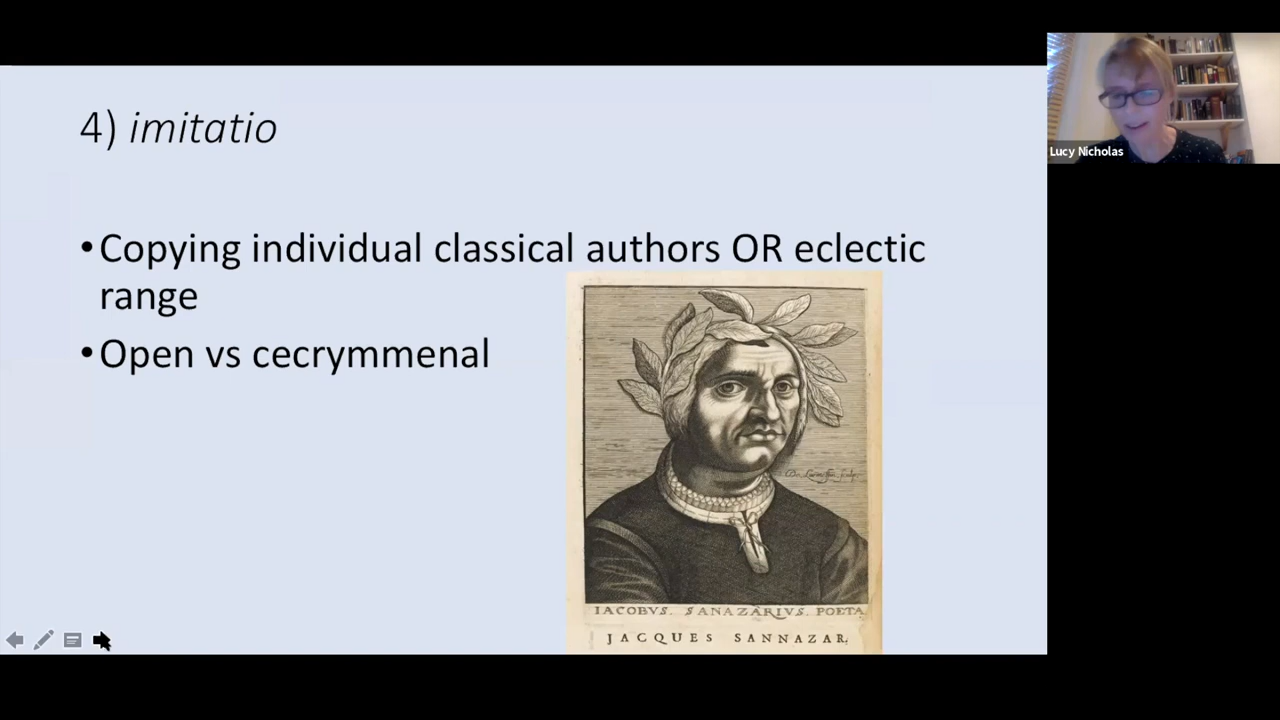 4) imitatio
•Copying individual classical authors OR eclectic
range
•Open vs cecrymmenal
IACOBVS. SANAZARIVS. POETA
JACQUES SANNAZAR.
Lucy Nicholas